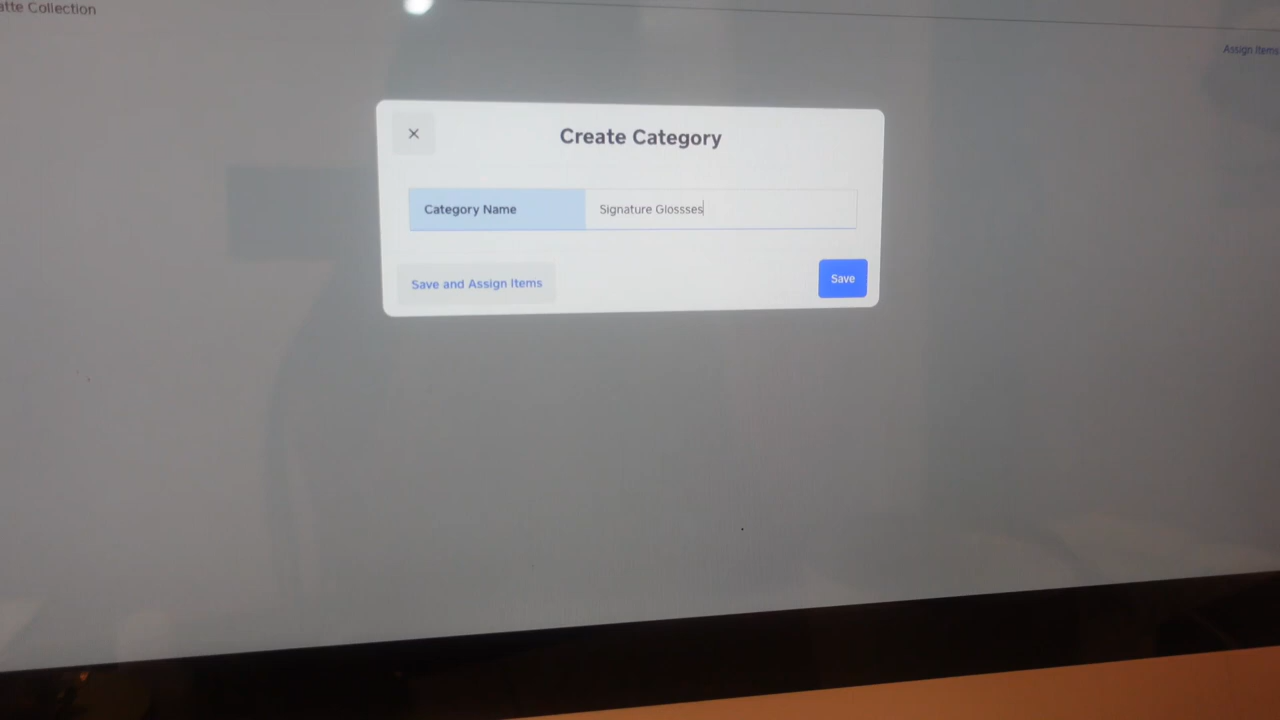 atte Collection
Assign Items
Create Category
Category Name
Signature Glossses
Save and Assign Items
Save